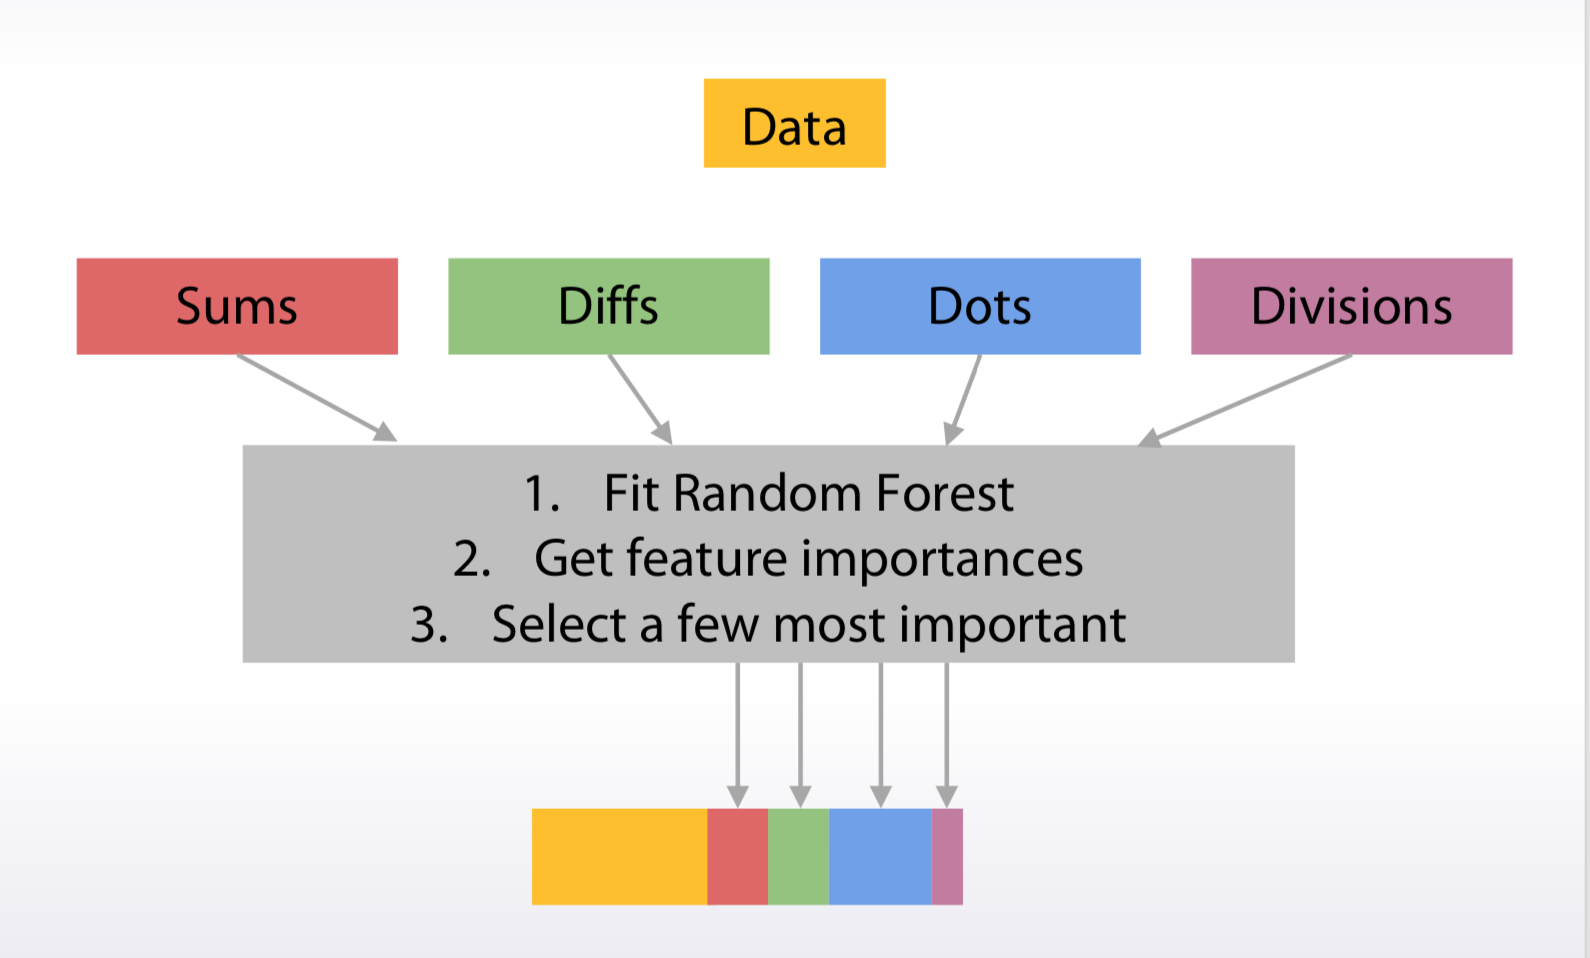 Data
Sums
Diffs
Dots
Divisions
1. Fit Random Forest
2. Get feature importances
3. Select a few most important